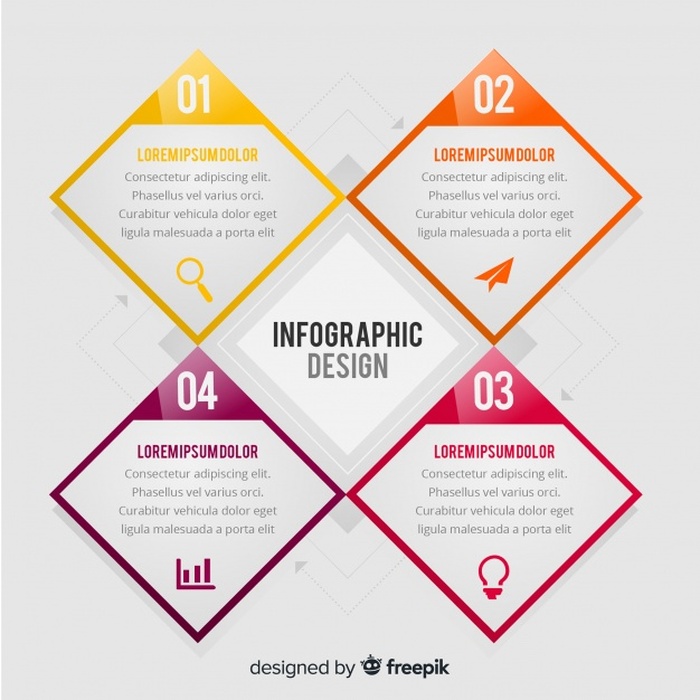 01
LOREMIPSUMDOLOR
Consectetur adipiscing elit.
Phasellus vel varius orci.
Curabitur vehicula dolor eget
ligula malesuada a porta elit
02
LOREMIPSUMDOLOR
Consectetur adipiscing elit.
Phasellus vel varius orci.
Curabitur vehicula dolor eget
ligula malesuada a porta elit
INFOGRAPHIC
DESIGN
04
LOREMIPSUMDOLOR
Consectetur adipiscing elit.
Phasellus vel varius orci.
Curabitur vehicula dolor eget
ligula malesuada a porta elit
03
LOREMIPSUMDOLOR
Consectetur adipiscing elit.
Phasellus vel varius orci.
Curabitur vehicula dolor eget
ligula malesuada a porta elit
designed by freepik